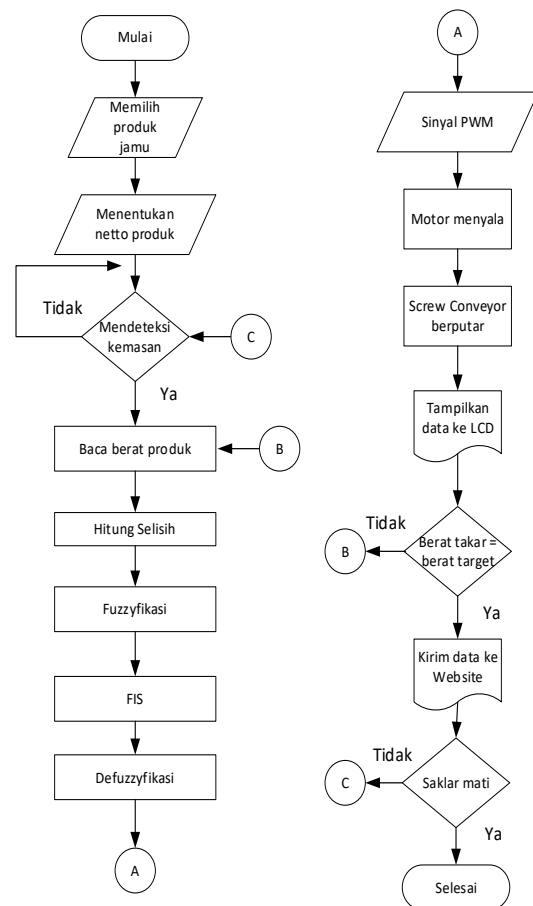 Mulai
Memilih
produk
jamu
Menentukan
netto produk
Tidak
Mendeteksi
kemasan
C
Ya
Baca berat produk
B
Hitung Selisih
Fuzzyfikasi
FIS
Defuzzyfikasi
A
A
Sinyal PWM
Motor menyala
Screw Conveyor
berputar
Tampilkan
data ke LCD
Tidak
Berat takar =
berat target
B
Ya
Kirim data ke
Website
Tidak
Saklar mati
C
Ya
Selesai